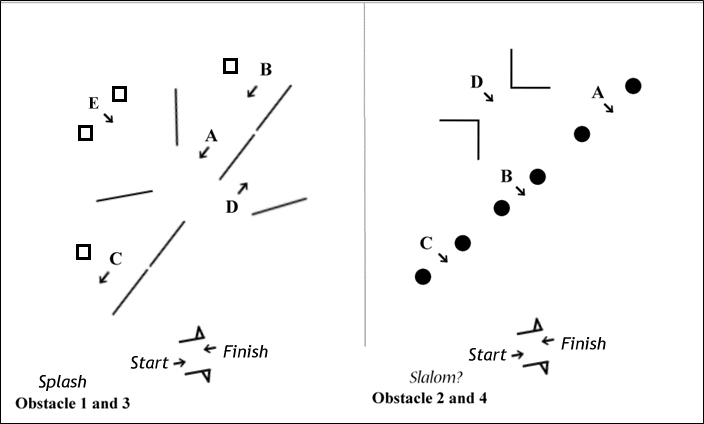 B
E
A
D
C
Finish
Start
Splash
Obstacle 1 and 3
D
A
B
C
Finish
Start
Slalom?
Obstacle 2 and 4